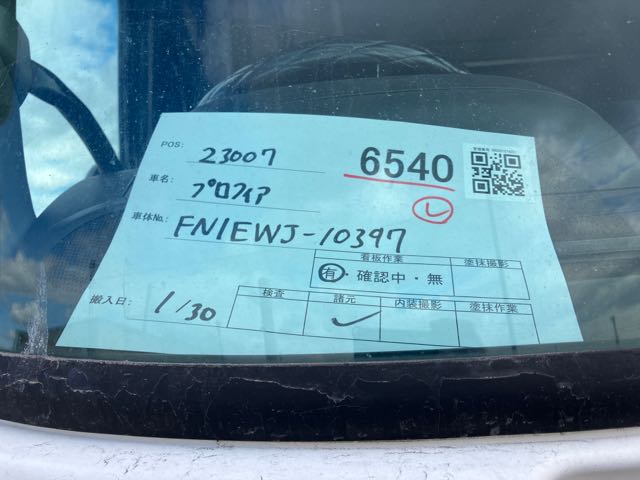 POS: 23007 6540
車名: プロフィア
車体No.: FN1EWJ-10397
看板作業 塗抹撮影
有・確認中・無
搬入日: 1/30
検査 諸元 内装撮影 塗抹作業